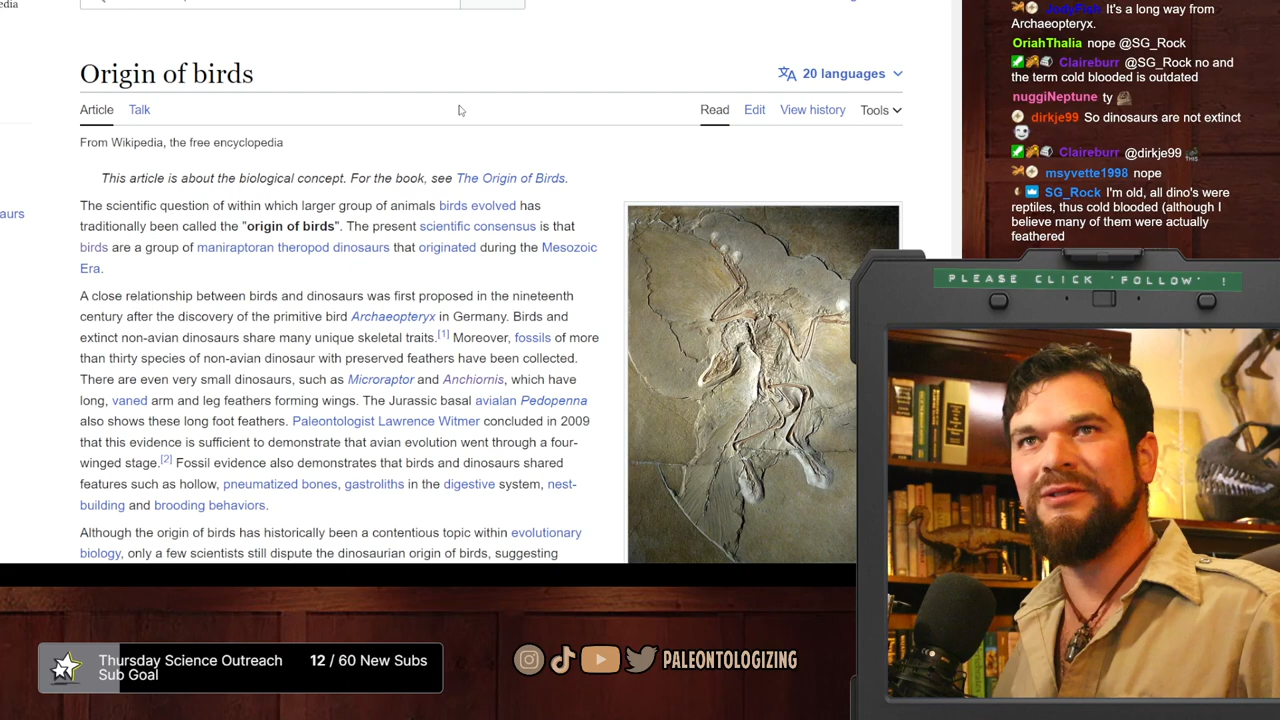 edia
Origin of birds
20 languages
Article Talk
Read Edit View history Tools
From Wikipedia, the free encyclopedia
This article is about the biological concept. For the book, see The Origin of Birds.
aurs
The scientific question of within which larger group of animals birds evolved has
traditionally been called the "origin of birds". The present scientific consensus is that
birds are a group of maniraptoran theropod dinosaurs that originated during the Mesozoic
Era.
A close relationship between birds and dinosaurs was first proposed in the nineteenth
century after the discovery of the primitive bird Archaeopteryx in Germany. Birds and
extinct non-avian dinosaurs share many unique skeletal traits.[1] Moreover, fossils of more
than thirty species of non-avian dinosaur with preserved feathers have been collected.
There are even very small dinosaurs, such as Microraptor and Anchiornis, which have
long, vaned arm and leg feathers forming wings. The Jurassic basal avialan Pedopenna
also shows these long foot feathers. Paleontologist Lawrence Witmer concluded in 2009
that this evidence is sufficient to demonstrate that avian evolution went through a four-
winged stage.[2] Fossil evidence also demonstrates that birds and dinosaurs shared
features such as hollow, pneumatized bones, gastroliths in the digestive system, nest-
building and brooding behaviors.
Although the origin of birds has historically been a contentious topic within evolutionary
biology, only a few scientists still dispute the dinosaurian origin of birds, suggesting
JodyFish: It's a long way from
Archaeopteryx.
OriahThalia nope @SG_Rock
Claireburr @SG_Rock no and
the term cold blooded is outdated
nuggiNeptune ty
dirkje99 So dinosaurs are not extinct
Claireburr @dirkje99 THIS
msyvette1998 nope
SG_Rock I'm old, all dino's were
reptiles, thus cold blooded (although I
believe many of them were actually
feathered
PLEASE CLICK 'FOLLOW' !
Thursday Science Outreach
Sub Goal
12 / 60 New Subs
PALEONTOLOGIZING